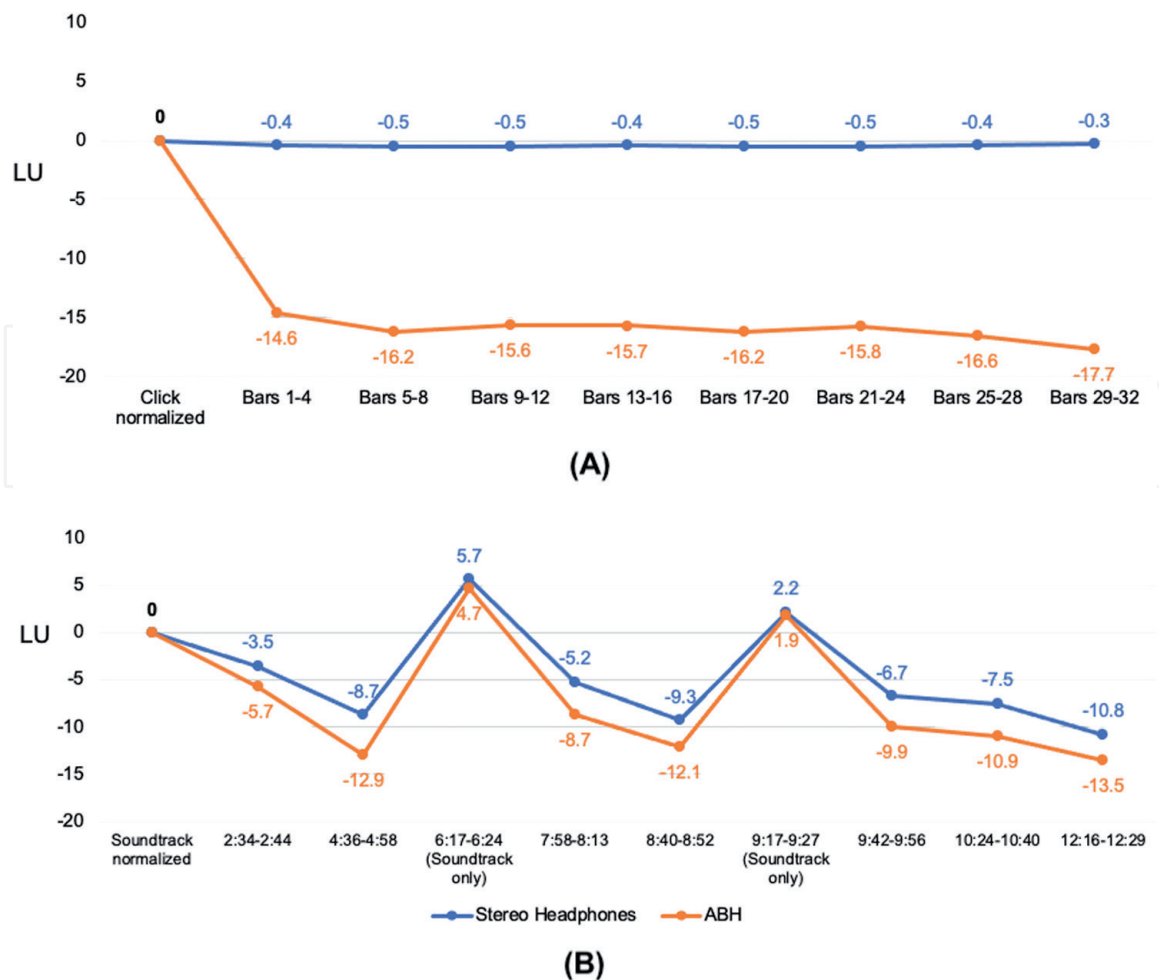 10
5
0
-5
-10
-15
-20
LU
0
-0.4
-0.5
-0.5
-0.4
-0.5
-0.5
-0.4
-0.3
-14.6
-16.2
-15.6
-15.7
-16.2
-15.8
-16.6
-17.7
Click normalized
Bars 1-4
Bars 5-8
Bars 9-12
Bars 13-16
Bars 17-20
Bars 21-24
Bars 25-28
Bars 29-32
(A)
10
5
0
-5
-10
-15
-20
LU
0
-3.5
-8.7
5.7
-5.2
-9.3
2.2
-6.7
-7.5
-10.8
-5.7
-12.9
4.7
-8.7
-12.1
1.9
-9.9
-10.9
-13.5
Soundtrack
normalized
2:34-2:44
4:36-4:58
6:17-6:24
(Soundtrack
only)
7:58-8:13
8:40-8:52
9:17-9:27
(Soundtrack
only)
9:42-9:56
10:24-10:40
12:16-12:29
Stereo Headphones
ABH
(B)